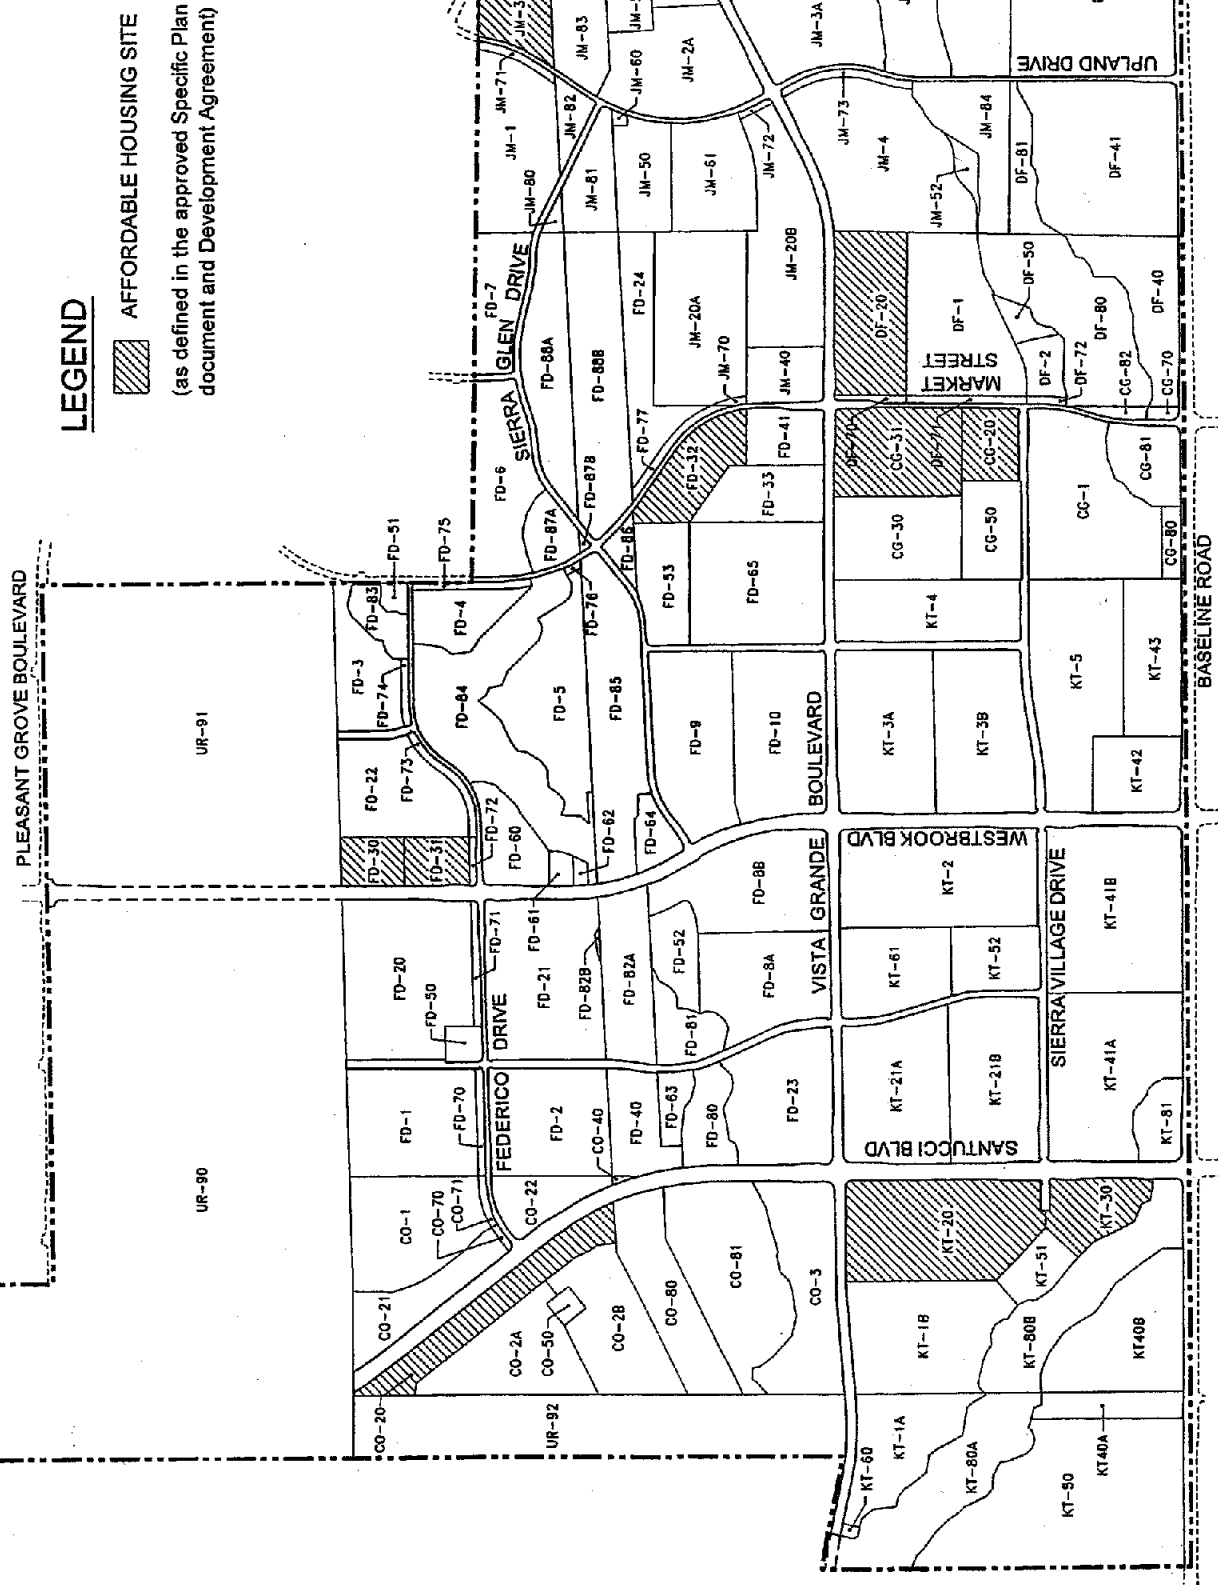 LEGEND
AFFORDABLE HOUSING SITE
(as defined in the approved Specific Plan
document and Development Agreement)
PLEASANT GROVE BOULEVARD
UR-91
UR-90
UR-92
FD-51
FD-75
FD-83
FD-3
FD-74
FD-4
FD-84
FD-22
FD-73
FD-30
FD-31
FD-72
FD-60
FD-5
FD-85
FD-76
FD-86
FD-62
FD-64
FD-61
FD-71
FD-20
FD-50
FD-21
FD-82B
FD-82A
FD-52
FD-81
FD-8A
FD-8B
FD-9
FD-10
FD-53
FD-65
FD-1
FD-70
FEDERICO DRIVE
FD-2
FD-40
FD-63
FD-80
FD-23
CO-40
CO-1
CO-70
CO-71
CO-22
CO-21
CO-20
CO-2A
CO-50
CO-2B
CO-80
CO-81
CO-3
JM-3
JM-83
JM-71
JM-1
JM-82
JM-60
JM-2A
JM-3A
JM-80
JM-81
JM-50
JM-61
JM-72
JM-73
JM-4
JM-84
JM-52
UPLAND DRIVE
DF-81
DF-41
FD-7
SIERRA GLEN DRIVE
FD-88A
FD-88B
FD-24
JM-20A
JM-20B
JM-70
JM-40
FD-6
FD-87A
FD-87B
FD-77
FD-32
FD-33
FD-41
DF-20
DF-1
DF-50
DF-2
DF-72
DF-80
DF-40
MARKET STREET
CG-82
CG-70
DF-70
CG-31
DF-71
CG-20
CG-30
CG-50
CG-1
CG-81
CG-80
KT-4
KT-5
KT-43
KT-42
KT-3A
KT-3B
VISTA GRANDE BOULEVARD
WESTBROOK BLVD
KT-2
KT-61
KT-52
SIERRA VILLAGE DRIVE
KT-41B
KT-41A
KT-81
KT-21A
KT-21B
SANTUCCI BLVD
KT-20
KT-30
KT-51
KT-1B
KT-80B
KT40B
KT-1A
KT-60
KT-80A
KT40A
KT-50
BASELINE ROAD